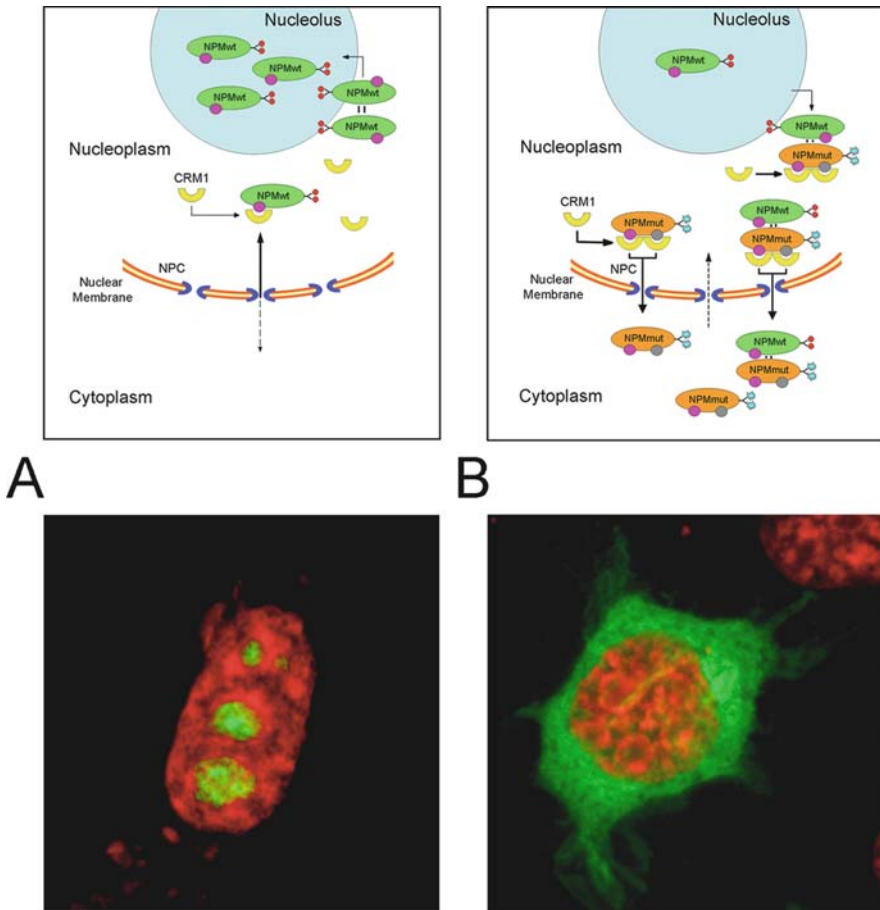 Nucleolus
NPMwt
NPMwt
NPMwt
NPMwt
NPMwt
Nucleoplasm
CRM1
NPMwt
NPC
Nuclear
Membrane
Cytoplasm
A
Nucleolus
NPMwt
NPMwt
Nucleoplasm
NPMmut
CRM1
NPMmut
NPMwt
NPMmut
NPC
Nuclear
Membrane
NPMmut
NPMwt
NPMmut
Cytoplasm
NPMmut
B